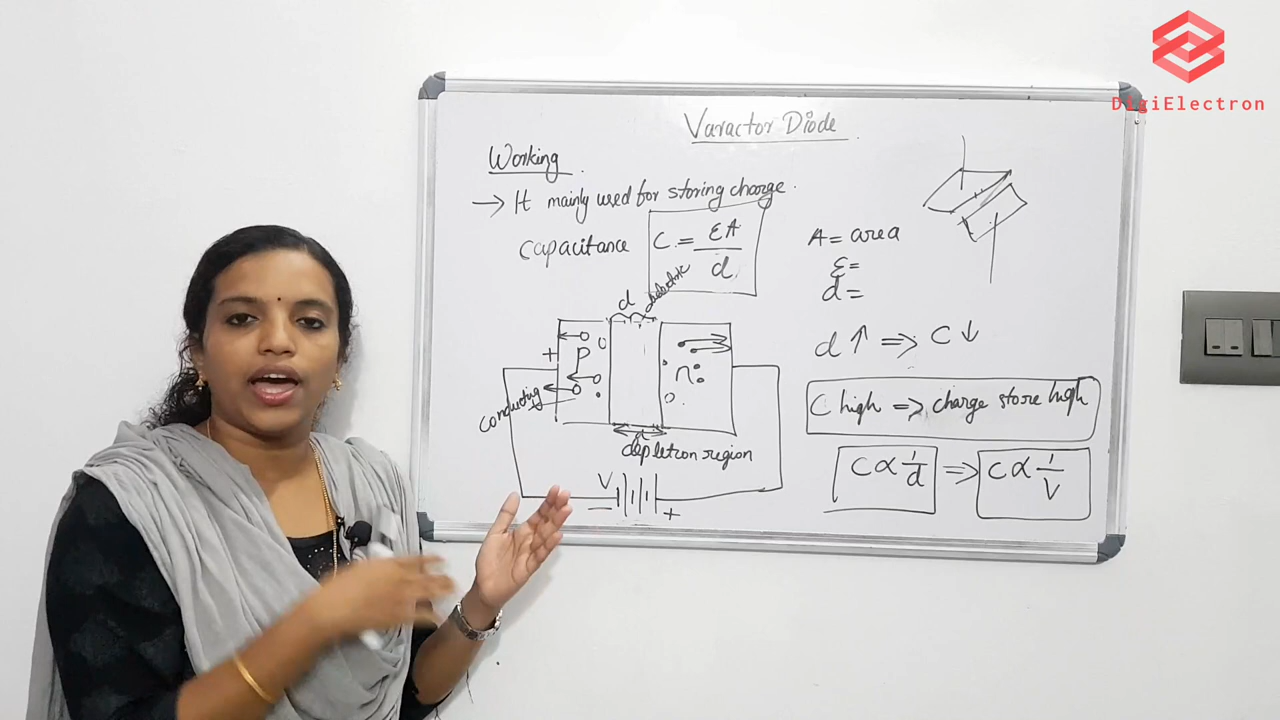 DigiElectron
Varactor Diode
Working
→ It mainly used for storing charge.
capacitance C = εA/d
A = area
ε =
d =
d dielectric
d ↑ ⇒ C ↓
+ P n
conducting
C high ⇒ charge store high
depletion region
C ∝ 1/d ⇒ C ∝ 1/V
V
− +